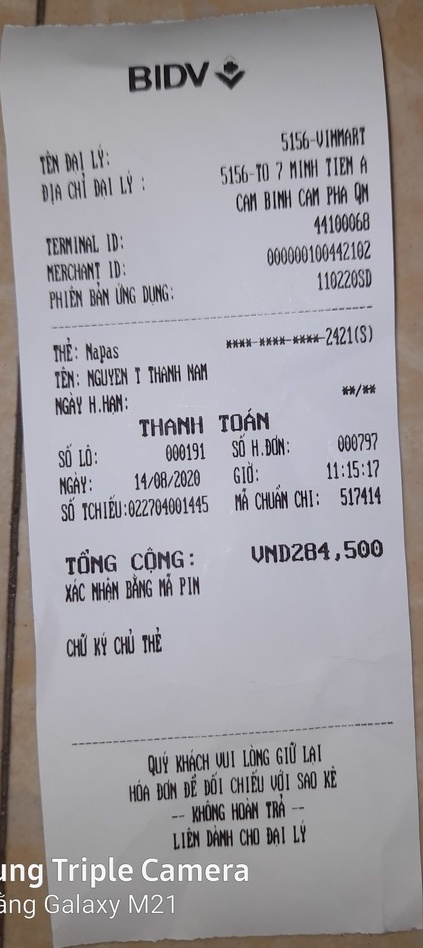 BIDV
TÊN ĐẠI LÝ: 5156-VINMART
ĐỊA CHỈ ĐẠI LÝ : 5156-TO 7 MINH TIEN A
CAM BINH CAM PHA QN
TERMINAL ID: 44100068
MERCHANT ID: 000000100442102
PHIÊN BẢN ỨNG DỤNG: 110220SD
THẺ: Napas ****-****-****-2421(S)
TÊN: NGUYEN T THANH NAM
NGÀY H.HẠN: **/**
THANH TOÁN
SỐ LÔ: 000191 SỐ H.ĐƠN: 000797
NGÀY: 14/08/2020 GIỜ: 11:15:17
SỐ TCHIẾU:022704001445 MÃ CHUẨN CHI: 517414
TỔNG CỘNG: VND284,500
XÁC NHẬN BẰNG MÃ PIN
CHỮ KÝ CHỦ THẺ
QUÝ KHÁCH VUI LÒNG GIỮ LẠI
HÓA ĐƠN ĐỂ ĐỐI CHIẾU VỚI SAO KÊ
-- KHÔNG HOÀN TRẢ --
LIÊN DÀNH CHO ĐẠI LÝ
ung Triple Camera
ằng Galaxy M21